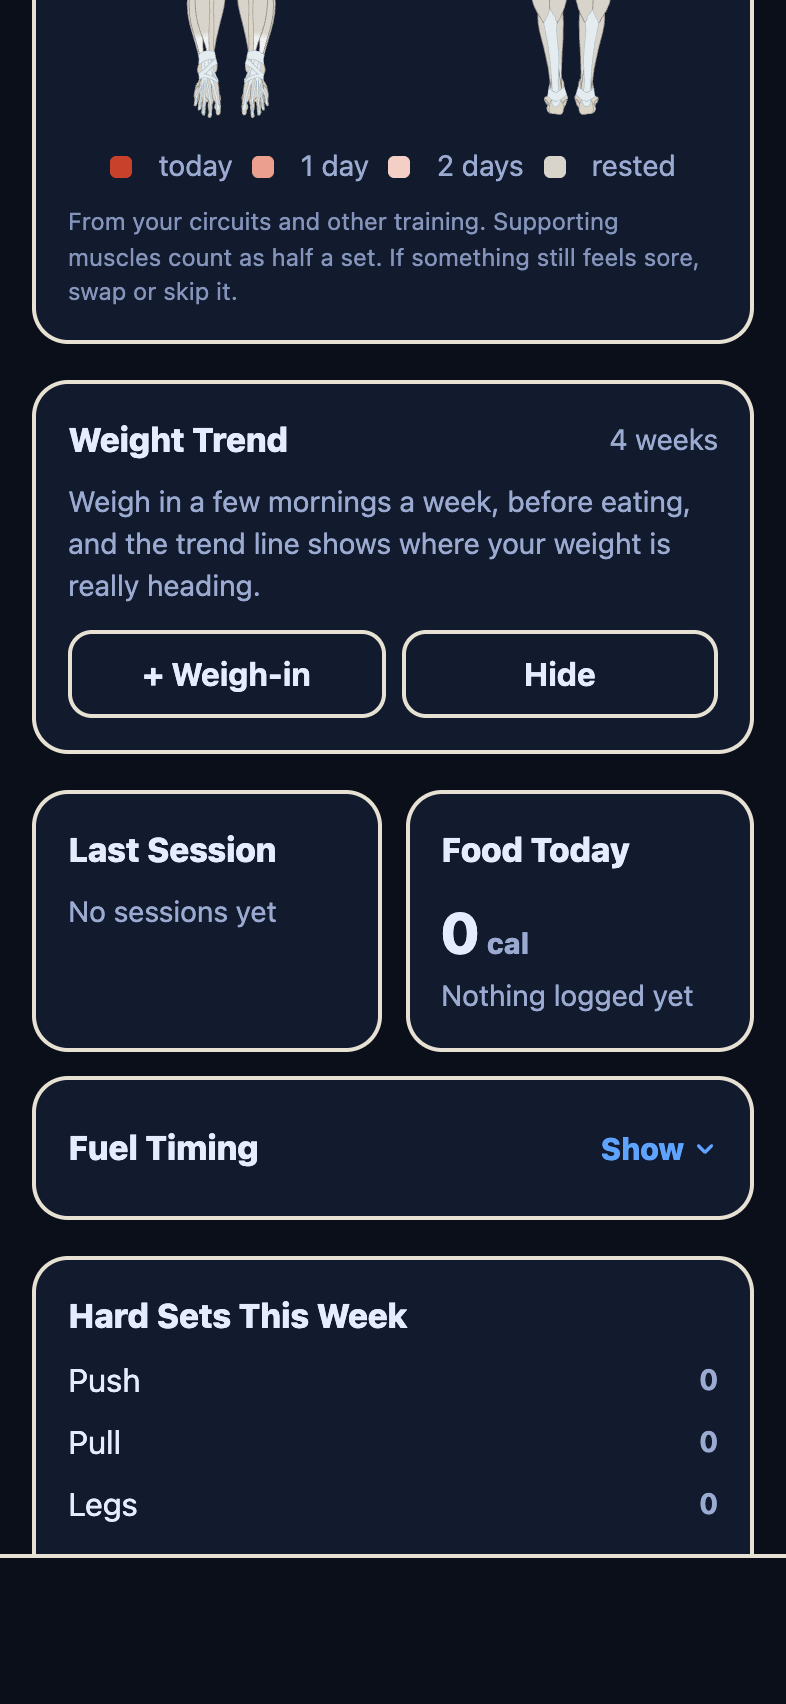 today 1 day 2 days rested
From your circuits and other training. Supporting
muscles count as half a set. If something still feels sore,
swap or skip it.
Weight Trend 4 weeks
Weigh in a few mornings a week, before eating,
and the trend line shows where your weight is
really heading.
+ Weigh-in Hide
Last Session
No sessions yet
Food Today
0 cal
Nothing logged yet
Fuel Timing Show
Hard Sets This Week
Push 0
Pull 0
Legs 0